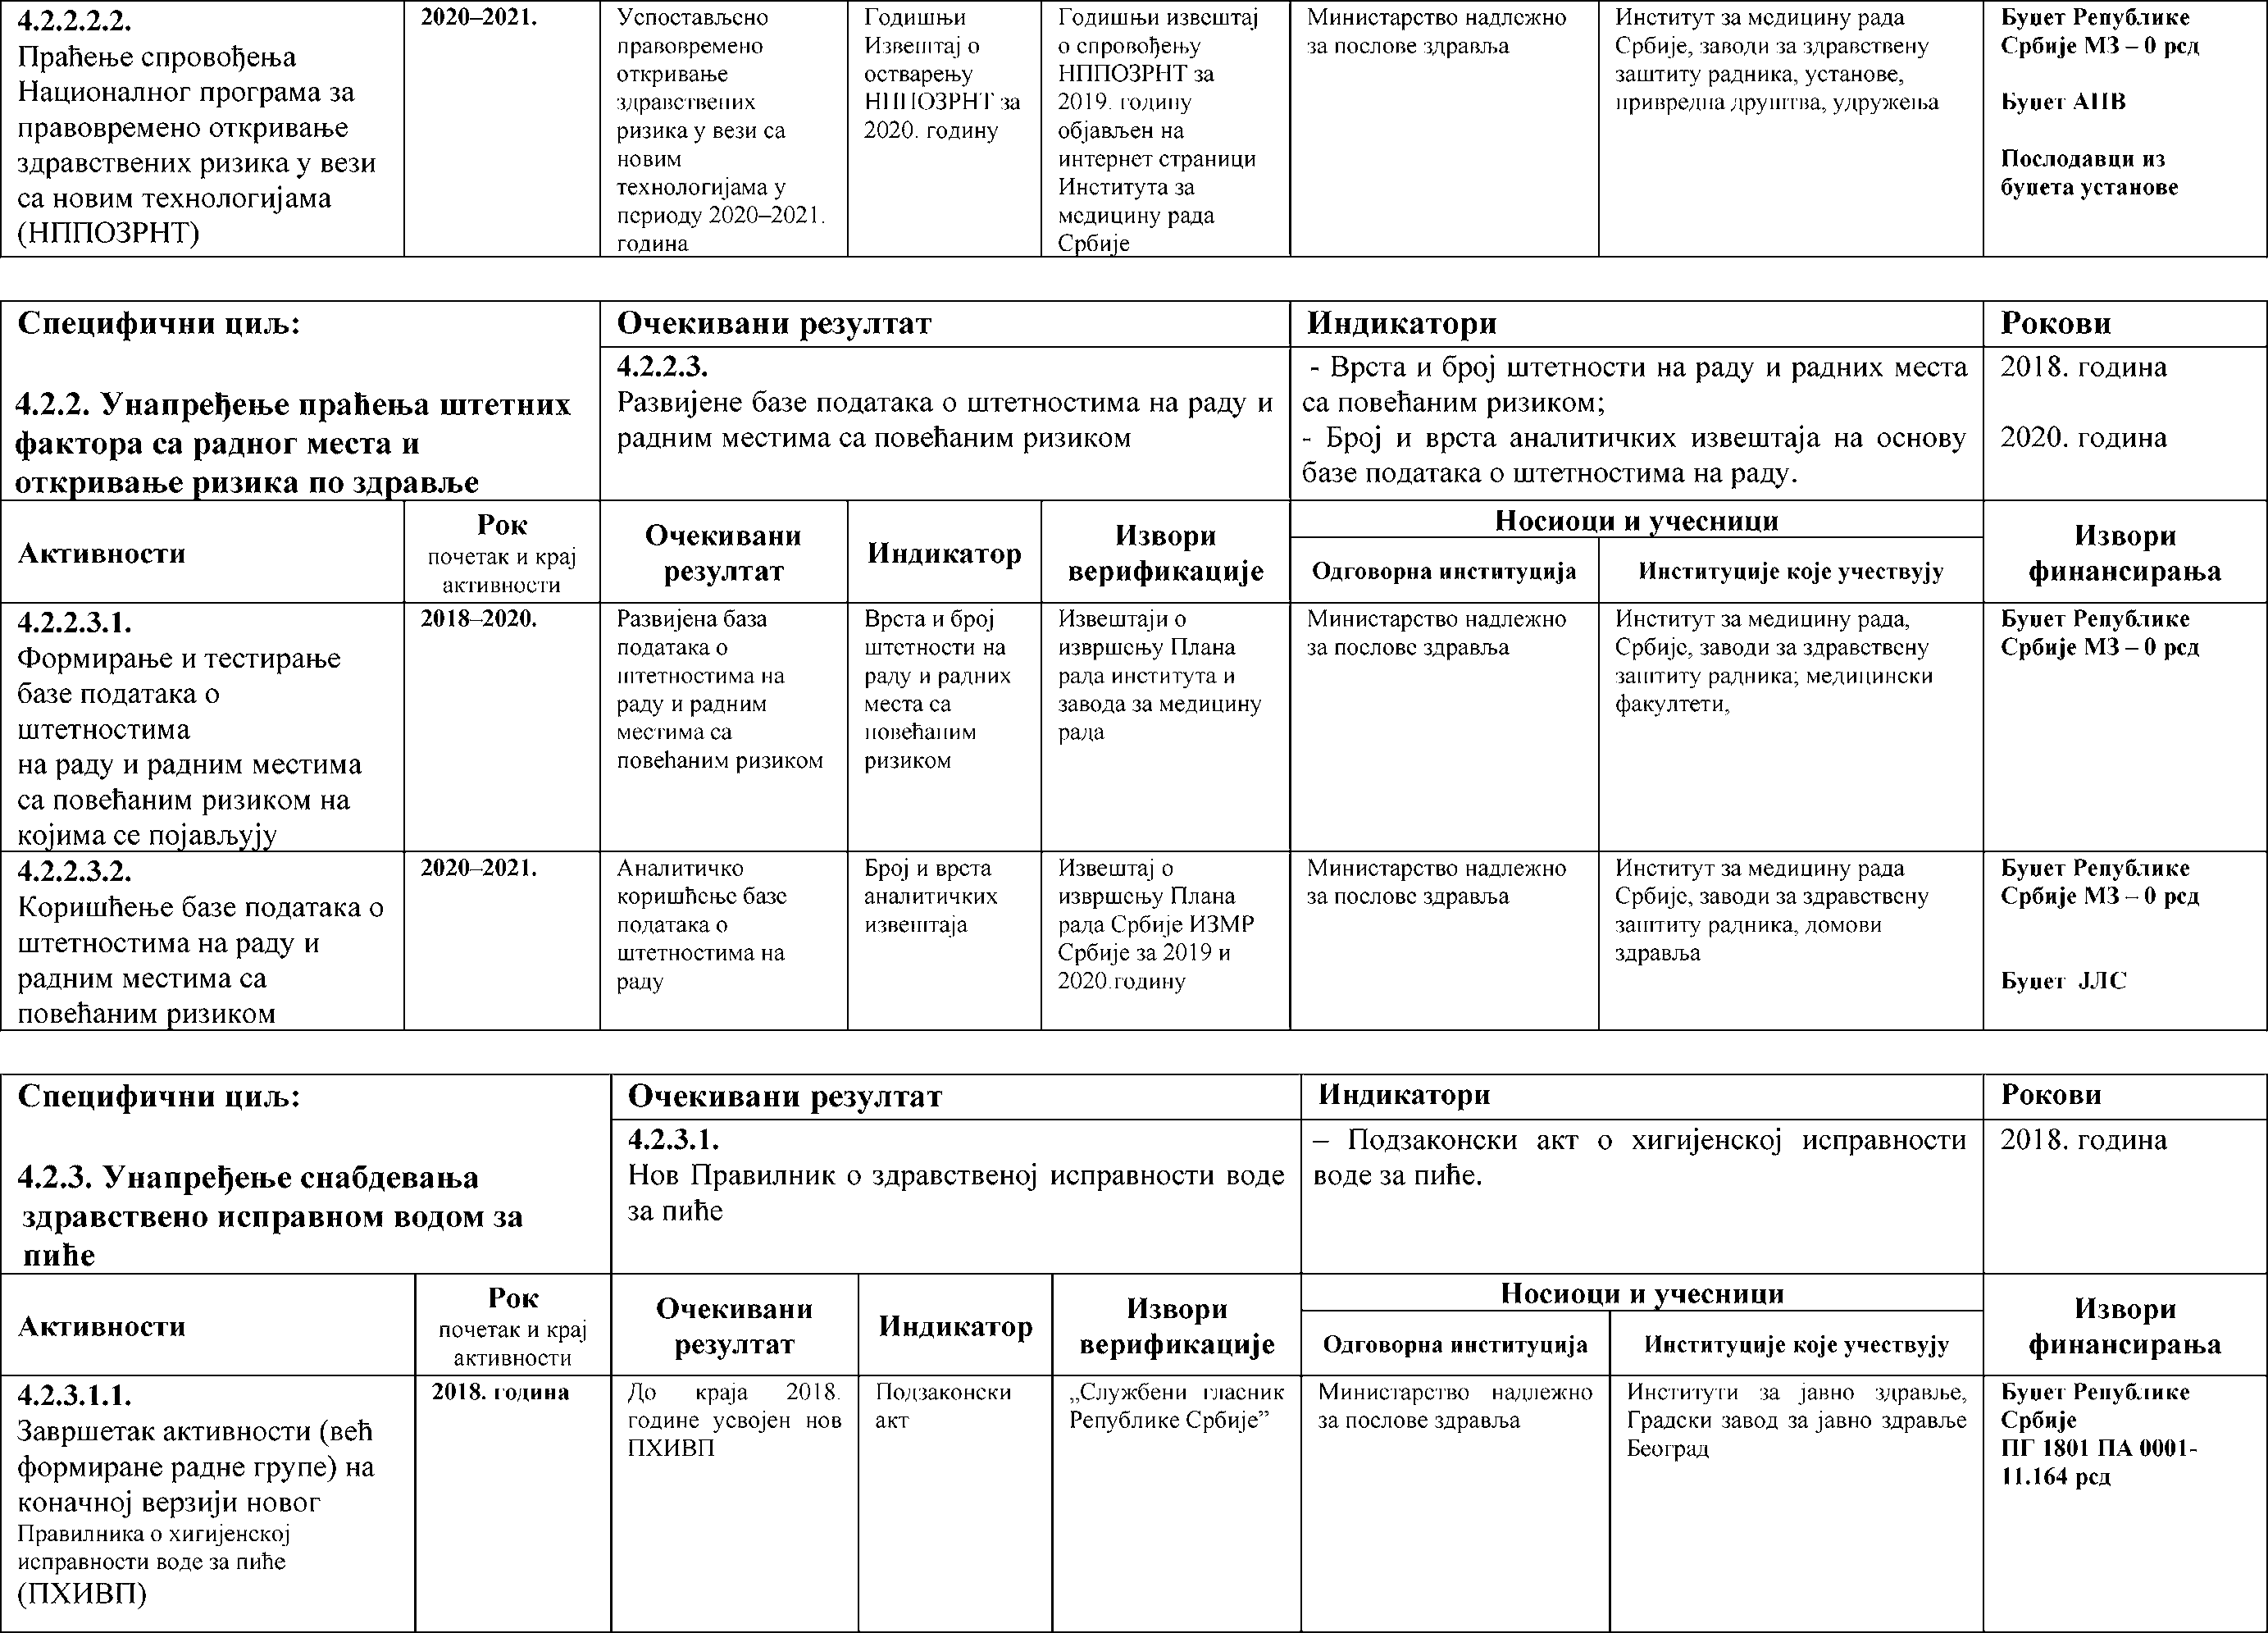 4.2.2.2.2.
Праћење спровођења
Националног програма за
правовремено откривање
здравствених ризика у вези
са новим технологијама
(НППОЗРНТ)
2020–2021.
Успостављено
правовремено
откривање
здравствених
ризика у вези са
новим
технологијама у
периоду 2020–2021.
година
Годишњи
Извештај о
остварењу
НППОЗРНТ за
2020. годину
Годишњи извештај
о спровођењу
НППОЗРНТ за
2019. годину
објављен на
интернет страници
Института за
медицину рада
Србије
Министарство надлежно
за послове здравља
Институт за медицину рада
Србије, заводи за здравствену
заштиту радника, установе,
привредна друштва, удружења
Буџет Републике
Србије МЗ – 0 рсд
Буџет АПВ
Послодавци из
буџета установе
Специфични циљ:
4.2.2. Унапређење праћења штетних
фактора са радног места и
откривање ризика по здравље
Очекивани резултат
4.2.2.3.
Развијене базе података о штетностима на раду и
радним местима са повећаним ризиком
Индикатори
- Врста и број штетности на раду и радних места
са повећаним ризиком;
- Број и врста аналитичких извештаја на основу
базе података о штетностима на раду.
Рокови
2018. година
2020. година
Активности
Рок
почетак и крај
активности
Очекивани
резултат
Индикатор
Извори
верификације
Носиоци и учесници
Одговорна институција
Институције које учествују
Извори
финансирања
4.2.2.3.1.
Формирање и тестирање
базе података о
штетностима
на раду и радним местима
са повећаним ризиком на
којима се појављују
2018–2020.
Развијена база
података о
штетностима на
раду и радним
местима са
повећаним ризиком
Врста и број
штетности на
раду и радних
места са
повећаним
ризиком
Извештаји о
извршењу Плана
рада института и
завода за медицину
рада
Министарство надлежно
за послове здравља
Институт за медицину рада,
Србије, заводи за здравствену
заштиту радника; медицински
факултети,
Буџет Републике
Србије МЗ – 0 рсд
4.2.2.3.2.
Коришћење базе података о
штетностима на раду и
радним местима са
повећаним ризиком
2020–2021.
Аналитичко
коришћење базе
података о
штетностима на
раду
Број и врста
аналитичких
извештаја
Извештај о
извршењу Плана
рада Србије ИЗМР
Србије за 2019 и
2020.годину
Министарство надлежно
за послове здравља
Институт за медицину рада
Србије, заводи за здравствену
заштиту радника, домови
здравља
Буџет Републике
Србије МЗ – 0 рсд
Буџет ЈЛС
Специфични циљ:
4.2.3. Унапређење снабдевања
здравствено исправном водом за
пиће
Очекивани резултат
4.2.3.1.
Нов Правилник о здравственој исправности воде
за пиће
Индикатори
– Подзаконски акт о хигијенској исправности
воде за пиће.
Рокови
2018. година
Активности
Рок
почетак и крај
активности
Очекивани
резултат
Индикатор
Извори
верификације
Носиоци и учесници
Одговорна институција
Институције које учествују
Извори
финансирања
4.2.3.1.1.
Завршетак активности (већ
формиране радне групе) на
коначној верзији новог
Правилника о хигијенској
исправности воде за пиће
(ПХИВП)
2018. година
До краја 2018.
године усвојен нов
ПХИВП
Подзаконски
акт
„Службени гласник
Републике Србије”
Министарство надлежно
за послове здравља
Институти за јавно здравље,
Градски завод за јавно здравље
Београд
Буџет Републике
Србије
ПГ 1801 ПА 0001-
11.164 рсд